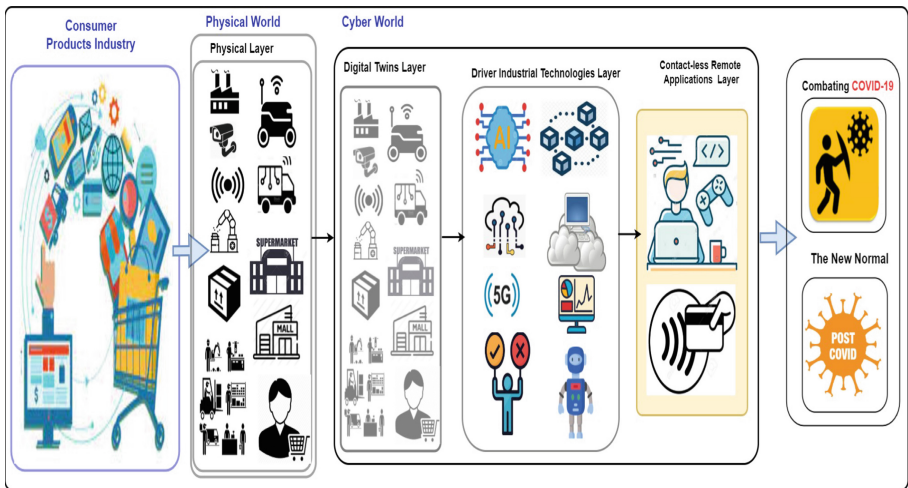 Consumer
Products Industry
Physical World
Physical Layer
SUPERMARKET
MALL
Cyber World
Digital Twins Layer
SUPERMARKET
MALL
Driver Industrial Technologies Layer
AI
5G
Contact-less Remote
Applications Layer
</>
Combating COVID-19
The New Normal
POST
COVID